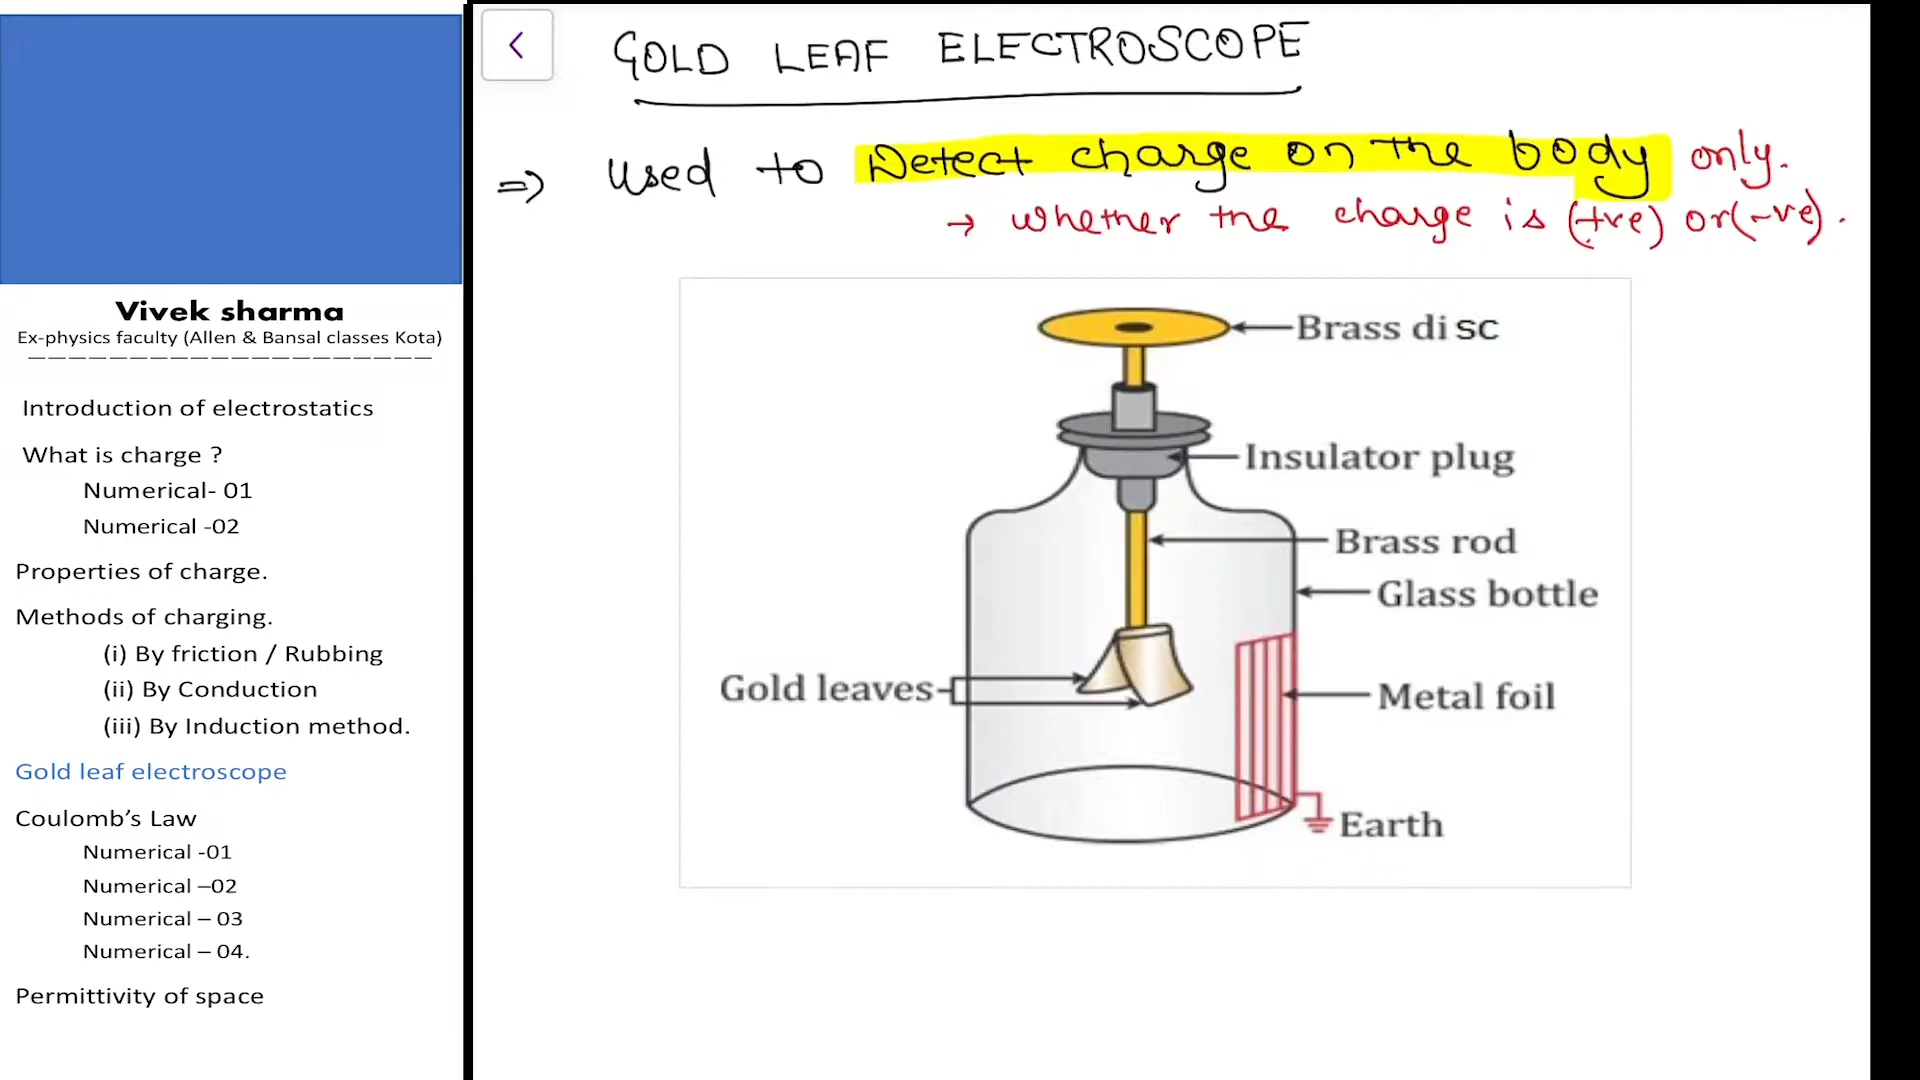 Vivek sharma
Ex-physics faculty (Allen & Bansal classes Kota)
Introduction of electrostatics
What is charge ?
Numerical- 01
Numerical -02
Properties of charge.
Methods of charging.
(i) By friction / Rubbing
(ii) By Conduction
(iii) By Induction method.
Gold leaf electroscope
Coulomb’s Law
Numerical -01
Numerical –02
Numerical – 03
Numerical – 04.
Permittivity of space
GOLD LEAF ELECTROSCOPE
⇒ Used to Detect charge on the body only.
→ whether the charge is (+ve) or (-ve).
Brass disc
Insulator plug
Brass rod
Glass bottle
Gold leaves
Metal foil
Earth